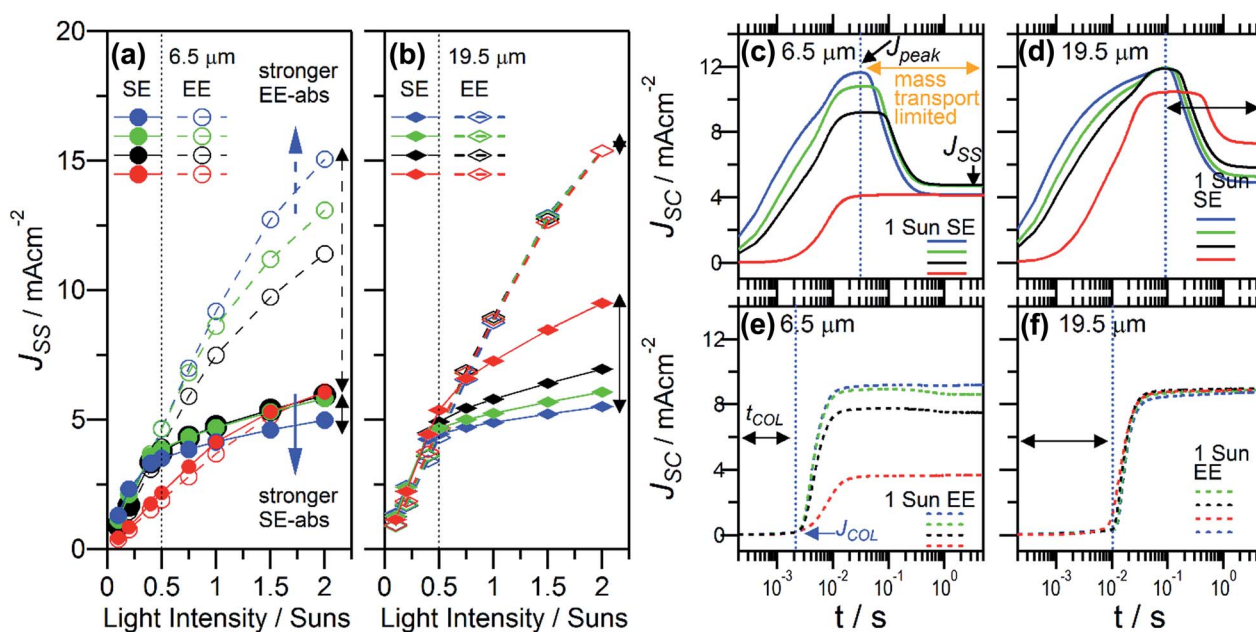 (a) 6.5 μm
SE EE
stronger
EE-abs
stronger
SE-abs
J_SS / mAcm⁻²
20
15
10
5
0
0 0.5 1.0 1.5 2.0
Light Intensity / Suns
(b) 19.5 μm
SE EE
0 0.5 1.0 1.5 2.0
Light Intensity / Suns
(c) 6.5 μm
J_peak
mass
transport
limited
J_SS
1 Sun SE
J_SC / mAcm⁻²
12
8
4
0
(d) 19.5 μm
1 Sun
SE
(e) 6.5 μm
t_COL
1 Sun EE
J_COL
J_SC / mAcm⁻²
12
8
4
0
10⁻³ 10⁻² 10⁻¹ 10⁰
t / s
(f) 19.5 μm
1 Sun
EE
10⁻³ 10⁻² 10⁻¹ 10⁰
t / s